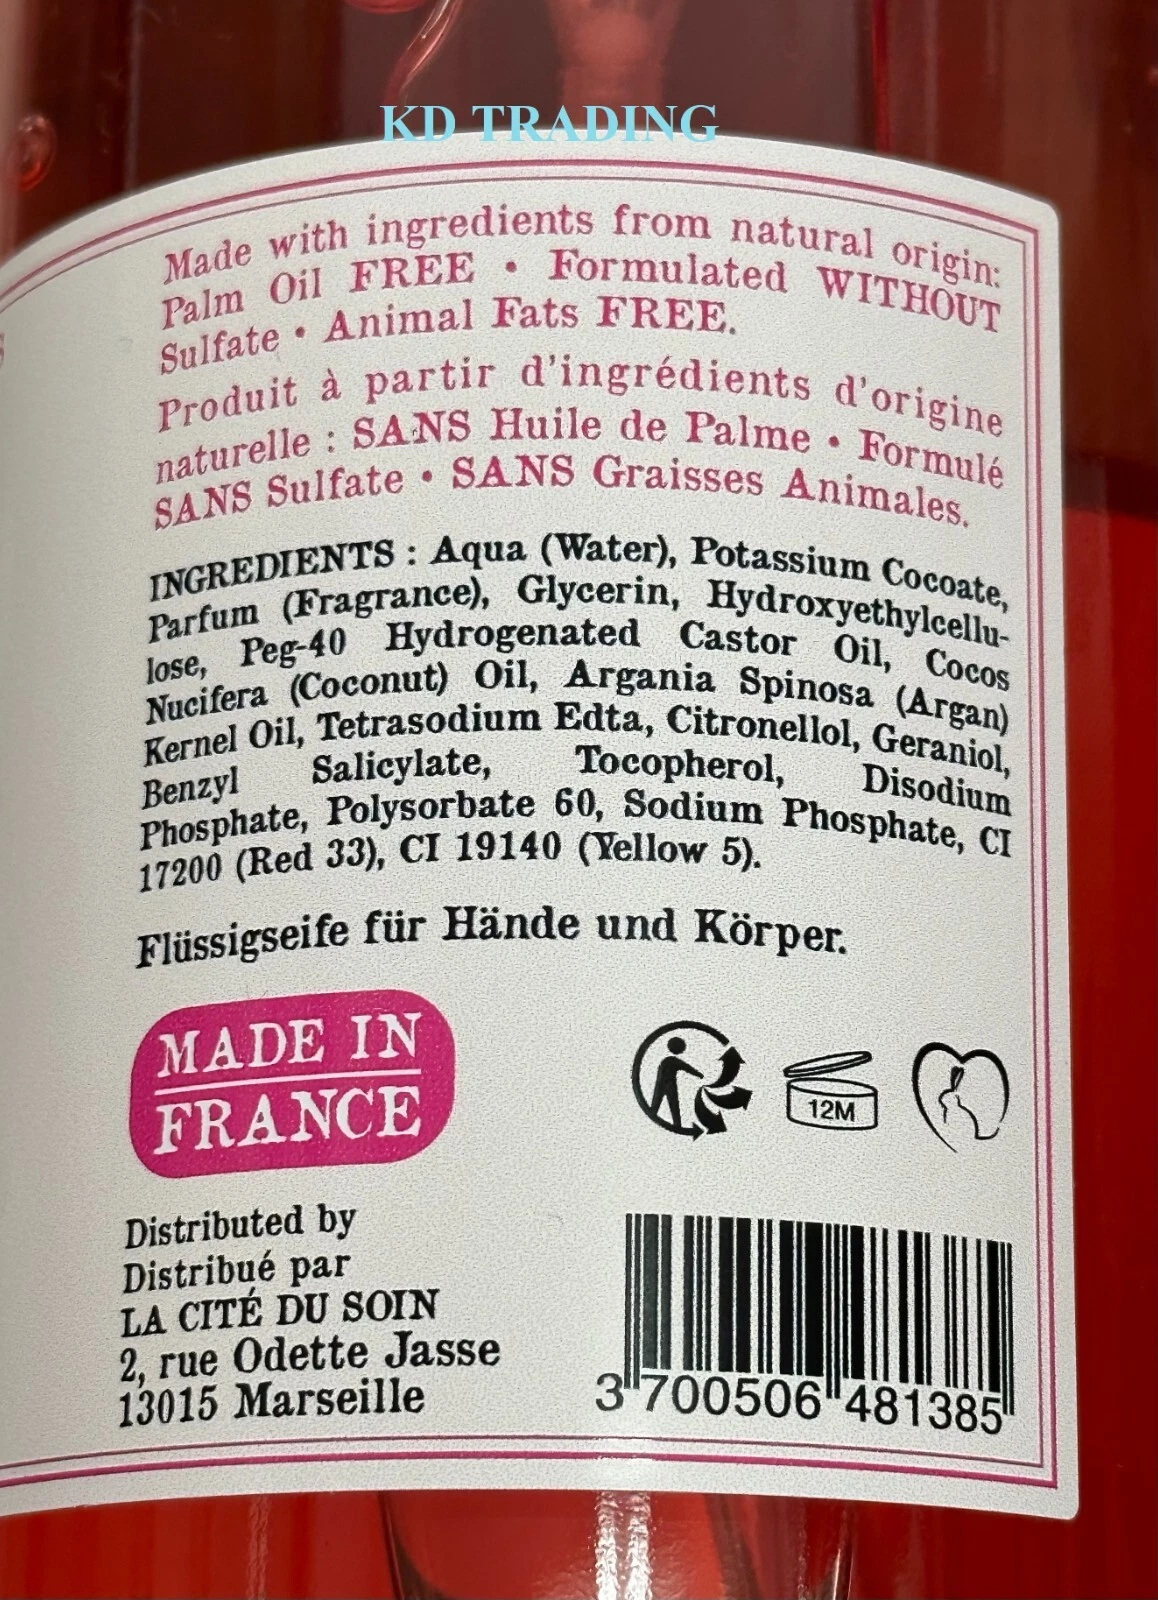 KD TRADING
Made with ingredients from natural origin:
Palm Oil FREE • Formulated WITHOUT
Sulfate • Animal Fats FREE.
Produit à partir d'ingrédients d'origine
naturelle : SANS Huile de Palme • Formulé
SANS Sulfate • SANS Graisses Animales.
INGREDIENTS : Aqua (Water), Potassium Cocoate,
Parfum (Fragrance), Glycerin, Hydroxyethylcellu-
lose, Peg-40 Hydrogenated Castor Oil, Cocos
Nucifera (Coconut) Oil, Argania Spinosa (Argan)
Kernel Oil, Tetrasodium Edta, Citronellol, Geraniol,
Benzyl Salicylate, Tocopherol, Disodium
Phosphate, Polysorbate 60, Sodium Phosphate, CI
17200 (Red 33), CI 19140 (Yellow 5).
Flüssigseife für Hände und Körper.
MADE IN
FRANCE
12M
Distributed by
Distribué par
LA CITÉ DU SOIN
2, rue Odette Jasse
13015 Marseille
3 700506 481385